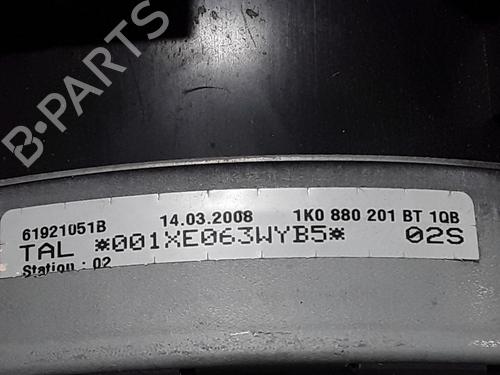 B-PARTS
61921051B 14.03.2008 1K0 880 201 BT 1QB
TAL *001XE063WYB5* 02S
Station : 02